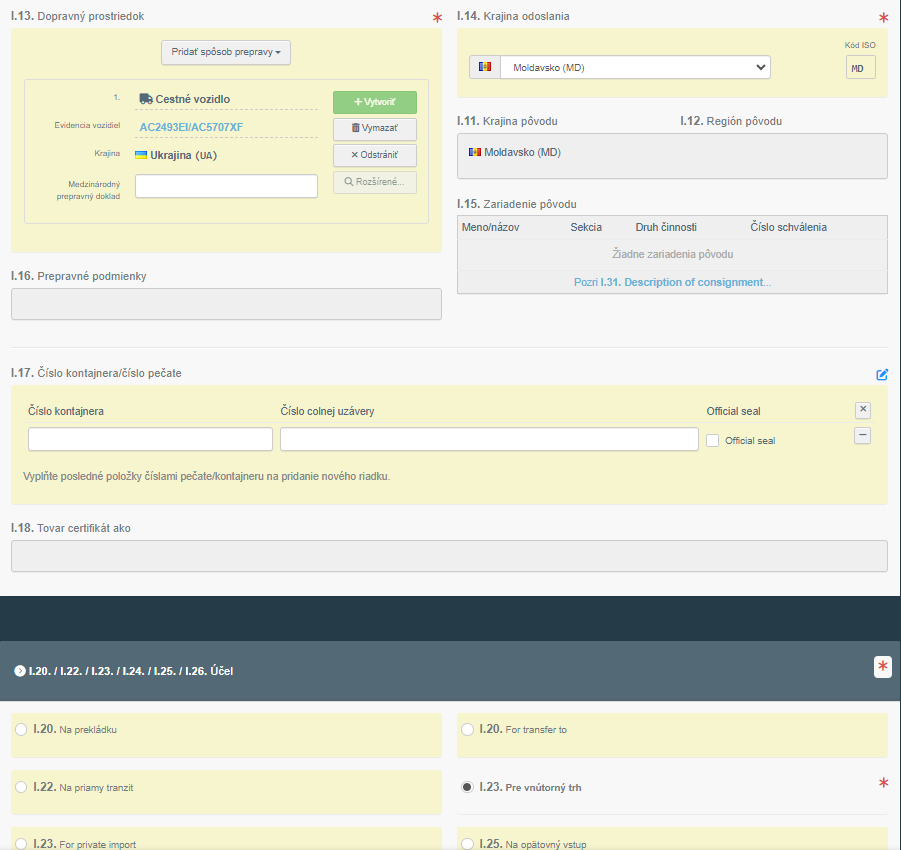 I.13. Dopravný prostriedok
Pridať spôsob prepravy
1.
Cestné vozidlo
+ Vytvoriť
Evidencia vozidiel
AC2493EI/AC5707XF
Vymazať
Krajina
Ukrajina (UA)
× Odstrániť
Medzinárodný
prepravný doklad
Rozšírené...
I.16. Prepravné podmienky
I.14. Krajina odoslania
Kód ISO
Moldavsko (MD)
MD
I.11. Krajina pôvodu
I.12. Región pôvodu
Moldavsko (MD)
I.15. Zariadenie pôvodu
Meno/názov Sekcia Druh činnosti Číslo schválenia
Žiadne zariadenia pôvodu
Pozri I.31. Description of consignment...
I.17. Číslo kontajnera/číslo pečate
Číslo kontajnera Číslo colnej uzávery Official seal
Official seal
Vyplňte posledné položky číslami pečate/kontajneru na pridanie nového riadku.
I.18. Tovar certifikát ako
I.20. / I.22. / I.23. / I.24. / I.25. / I.26. Účel
I.20. Na prekládku
I.20. For transfer to
I.22. Na priamy tranzit
I.23. Pre vnútorný trh
I.23. For private import
I.25. Na opätovný vstup